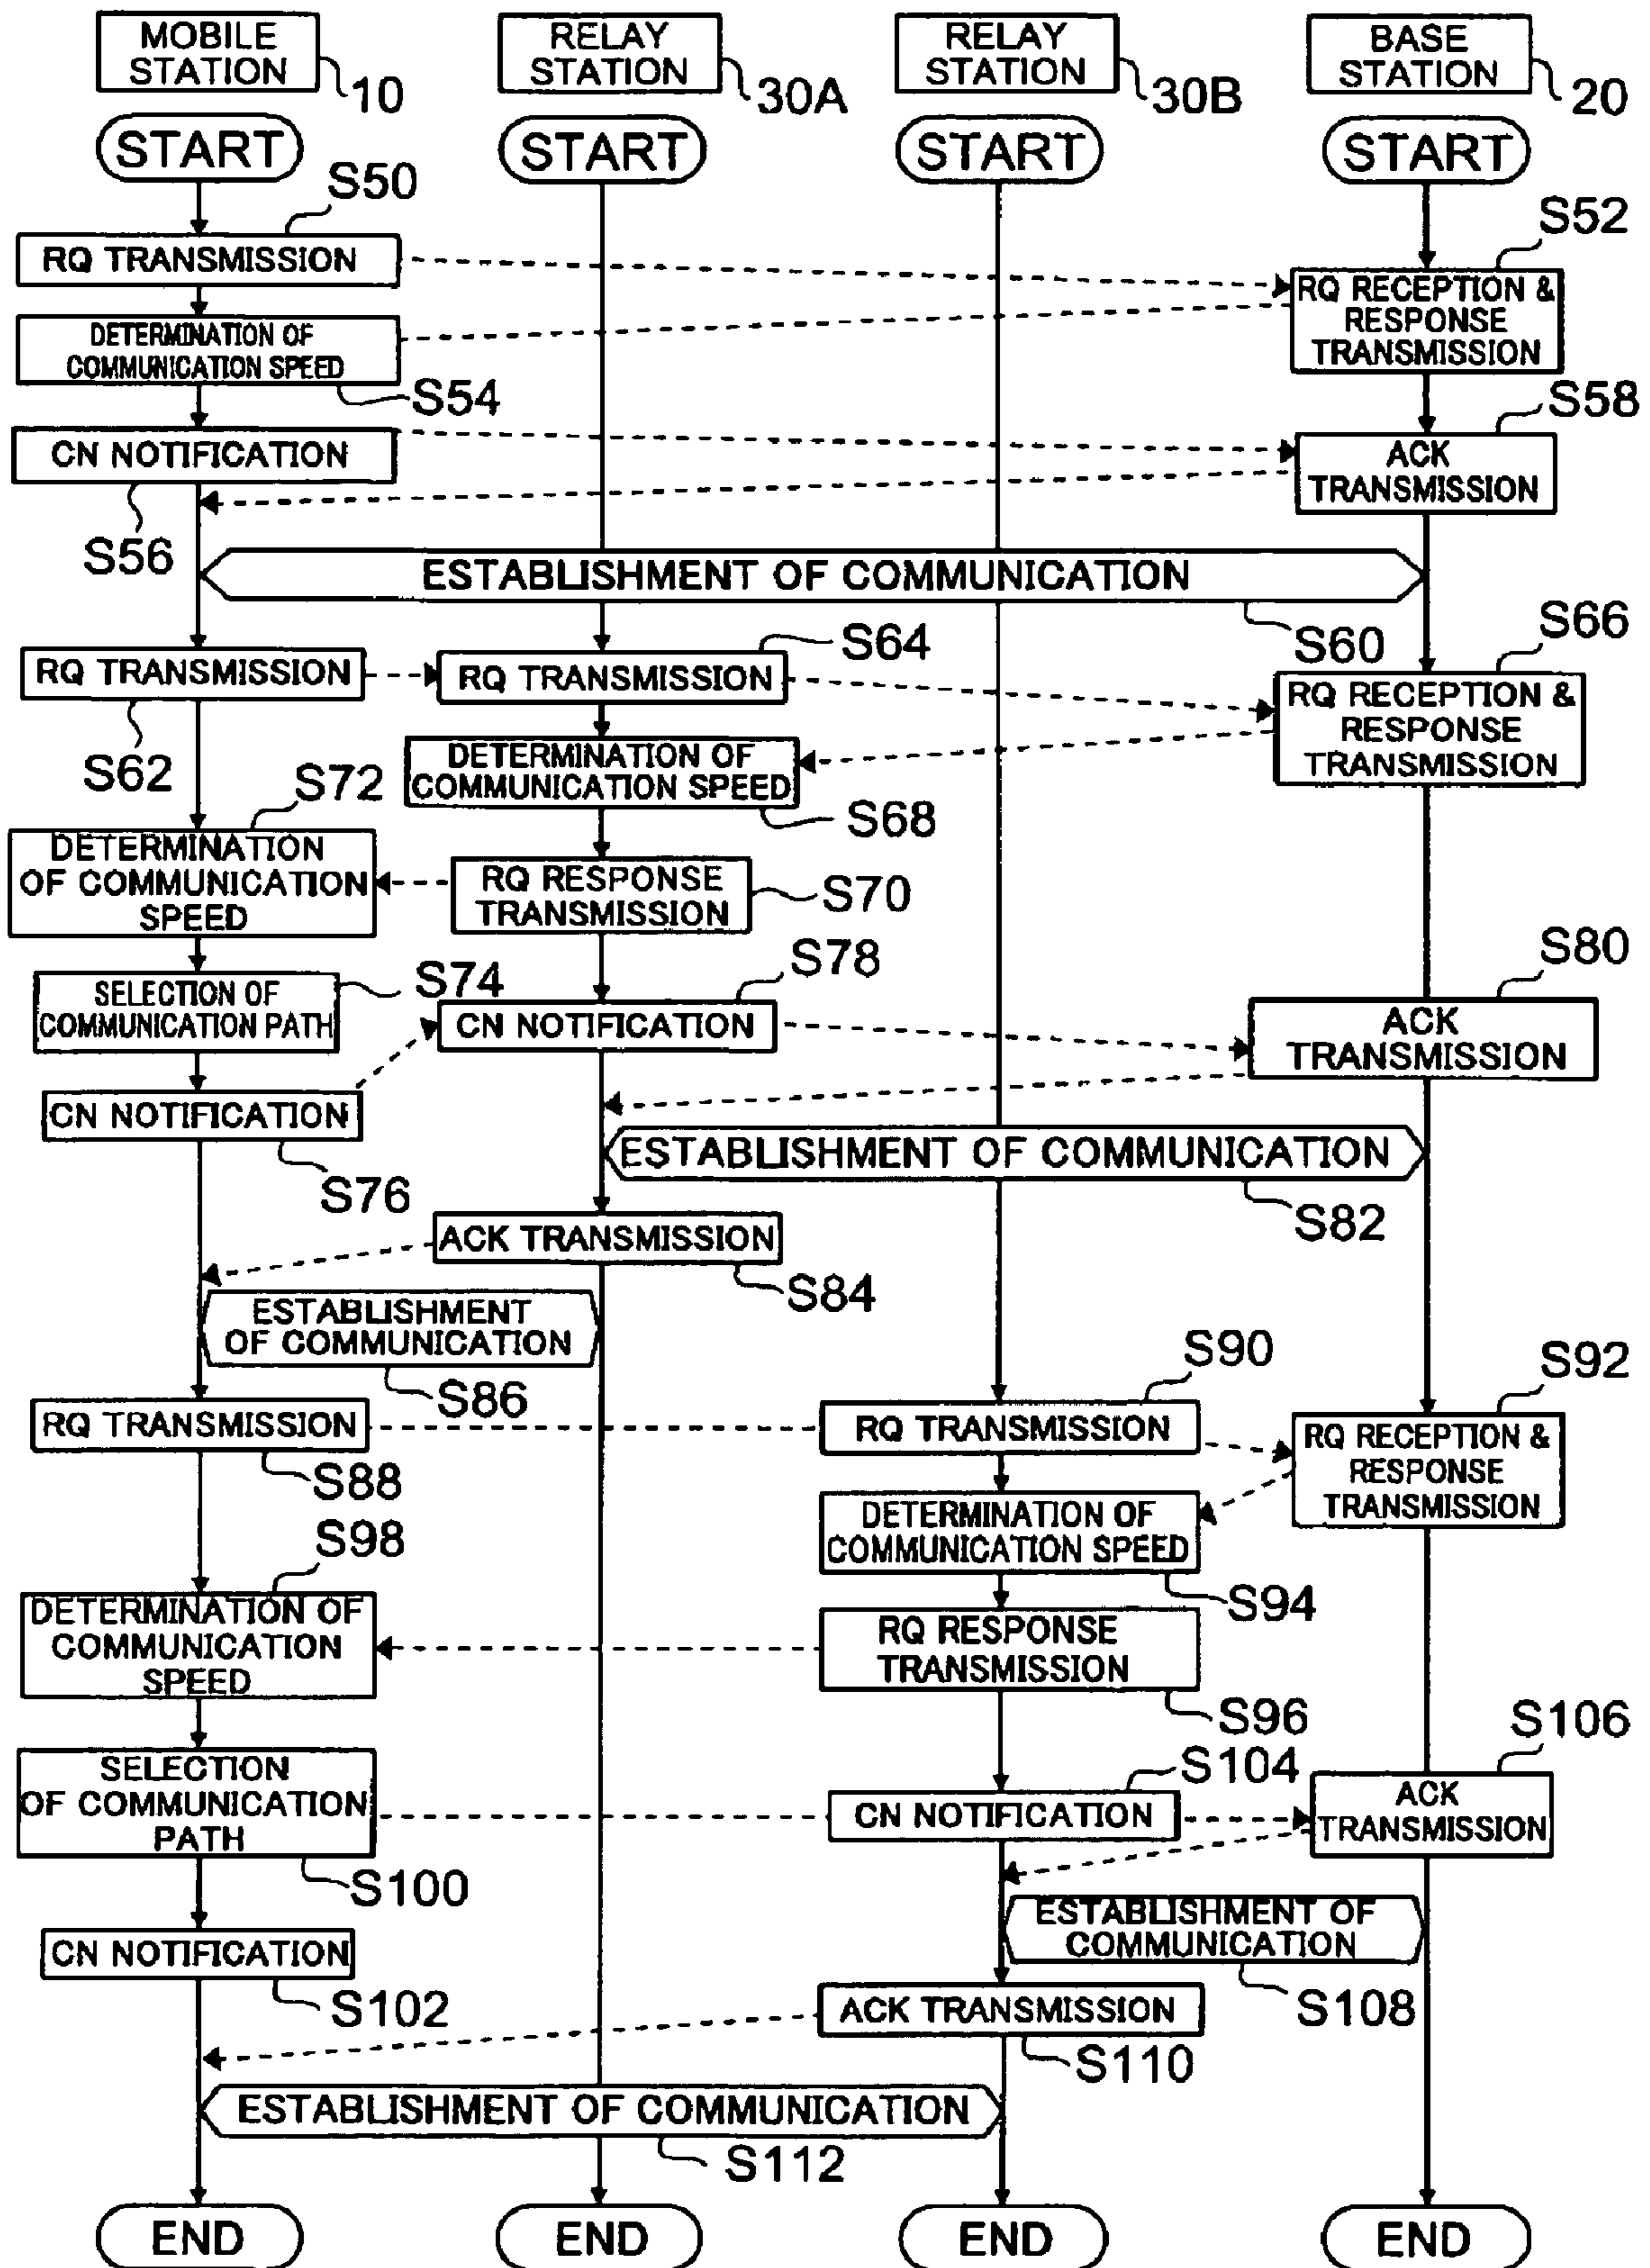 MOBILE
STATION
10
RELAY
STATION
30A
RELAY
STATION
30B
BASE
STATION
20
START
START
START
START
S50
S52
RQ TRANSMISSION
RQ RECEPTION &
RESPONSE
TRANSMISSION
DETERMINATION OF
COMMUNICATION SPEED
S54
S58
CN NOTIFICATION
ACK
TRANSMISSION
S56
ESTABLISHMENT OF COMMUNICATION
S60
S64
S66
RQ TRANSMISSION
RQ TRANSMISSION
RQ RECEPTION &
RESPONSE
TRANSMISSION
S62
DETERMINATION OF
COMMUNICATION SPEED
S72
S68
DETERMINATION
OF COMMUNICATION
SPEED
RQ RESPONSE
TRANSMISSION
S70
S74
S78
S80
SELECTION OF
COMMUNICATION PATH
CN NOTIFICATION
ACK
TRANSMISSION
CN NOTIFICATION
S76
ESTABLISHMENT OF COMMUNICATION
S82
ACK TRANSMISSION
S84
ESTABLISHMENT
OF COMMUNICATION
S86
S90
S92
RQ TRANSMISSION
RQ TRANSMISSION
RQ RECEPTION &
RESPONSE
TRANSMISSION
S88
DETERMINATION OF
COMMUNICATION SPEED
S98
S94
DETERMINATION OF
COMMUNICATION
SPEED
RQ RESPONSE
TRANSMISSION
S96
S106
S104
SELECTION
OF COMMUNICATION
PATH
CN NOTIFICATION
ACK
TRANSMISSION
S100
ESTABLISHMENT OF
COMMUNICATION
CN NOTIFICATION
S102
S108
ACK TRANSMISSION
S110
ESTABLISHMENT OF COMMUNICATION
S112
END
END
END
END